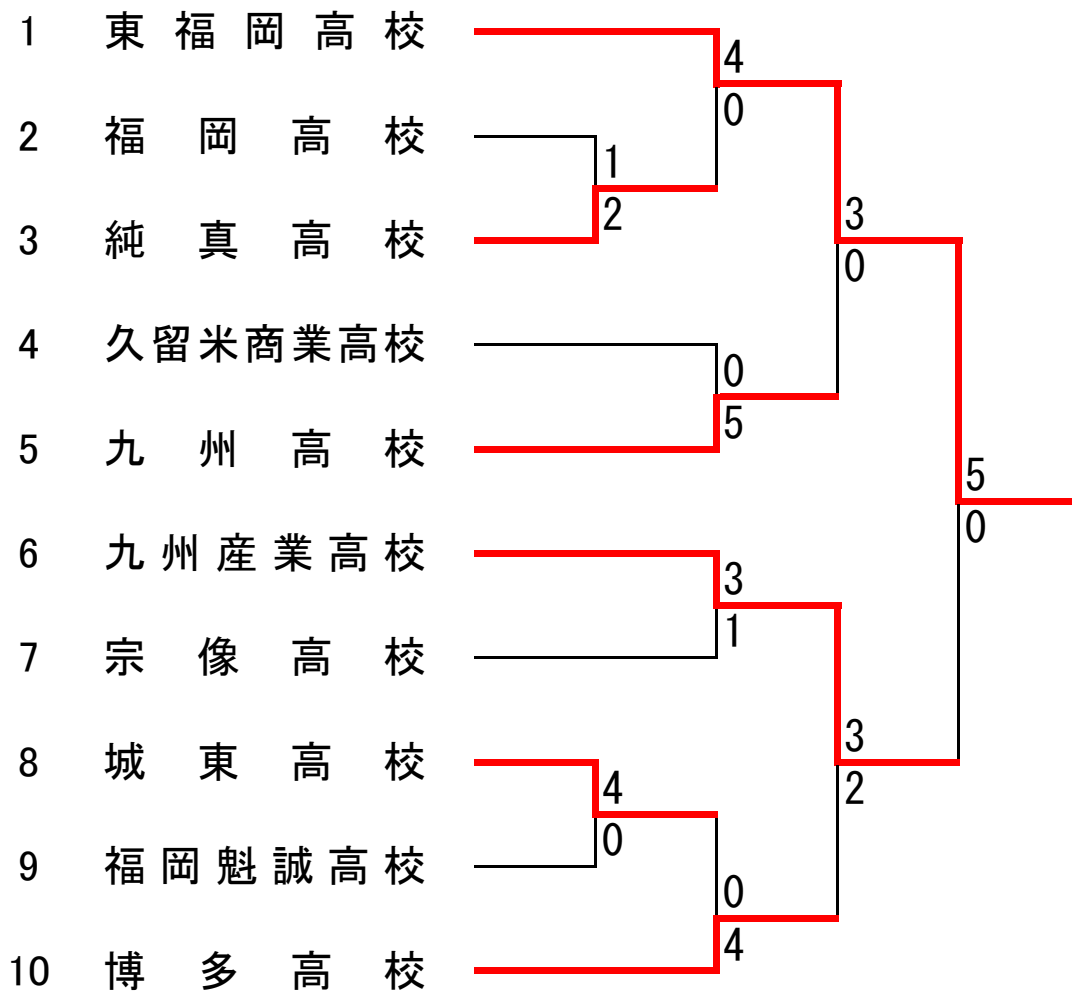 1 東福岡高校
4
0
2 福岡高校
1
2
3 純真高校
3
0
4 久留米商業高校
0
5
5 九州高校
5
0
6 九州産業高校
3
1
7 宗像高校
3
2
8 城東高校
4
0
9 福岡魁誠高校
0
4
10 博多高校